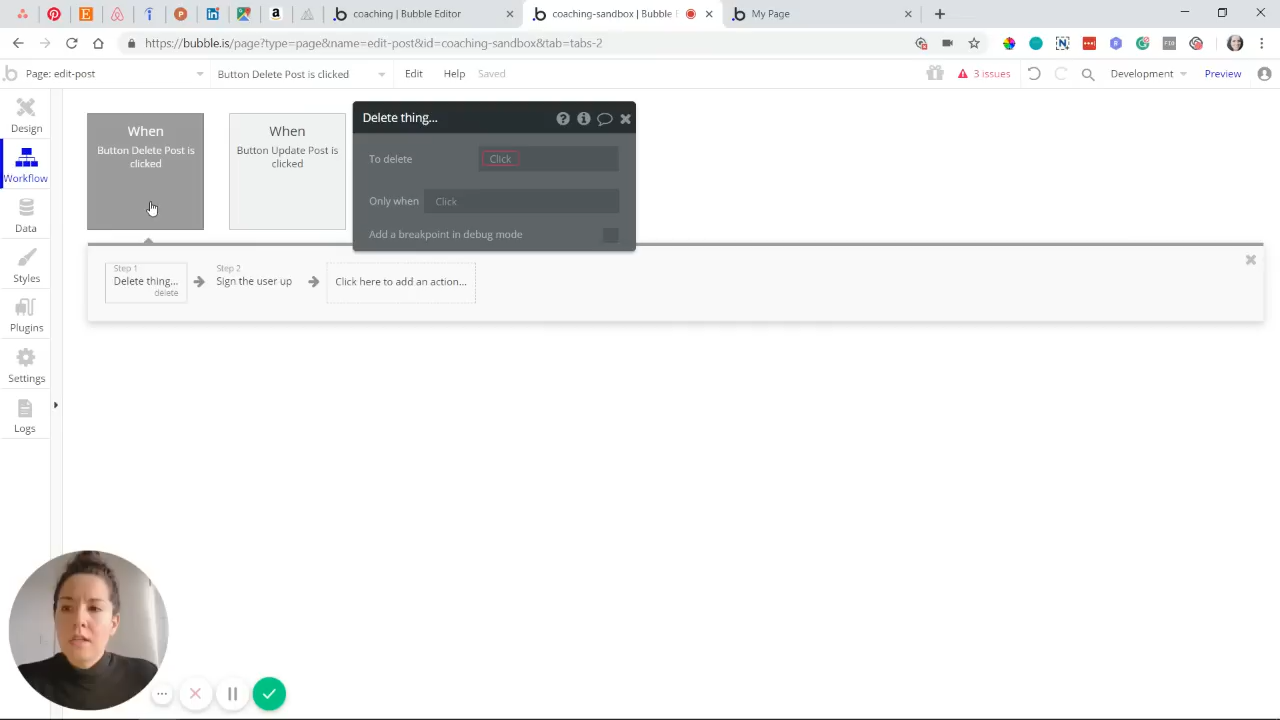 coaching | Bubble Editor
coaching-sandbox | Bubble E
My Page
https://bubble.is/page?type=page&name=edit-post&id=coaching-sandbox&tab=tabs-2
Page: edit-post
Button Delete Post is clicked
Edit
Help
Saved
3 issues
Development
Preview
Design
Workflow
Data
Styles
Plugins
Settings
Logs
When
Button Delete Post is
clicked
When
Button Update Post is
clicked
Delete thing...
To delete
Click
Only when
Click
Add a breakpoint in debug mode
Step 1
Delete thing...
delete
Step 2
Sign the user up
Click here to add an action...